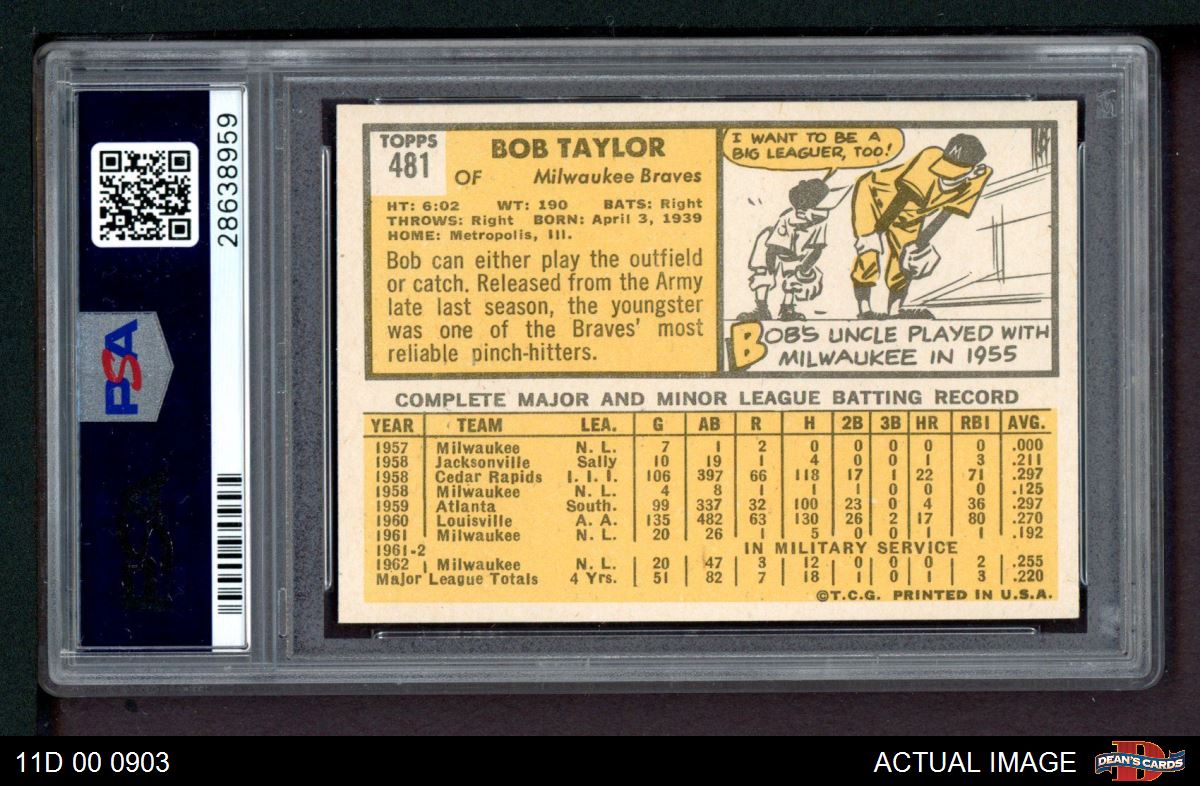 28638959
PSA
TOPPS
481
BOB TAYLOR
OF Milwaukee Braves
HT: 6:02 WT: 190 BATS: Right
THROWS: Right BORN: April 3, 1939
HOME: Metropolis, Ill.
Bob can either play the outfield
or catch. Released from the Army
late last season, the youngster
was one of the Braves' most
reliable pinch-hitters.
I WANT TO BE A
BIG LEAGUER, TOO!
M
BOB'S UNCLE PLAYED WITH
MILWAUKEE IN 1955
COMPLETE MAJOR AND MINOR LEAGUE BATTING RECORD
YEAR TEAM LEA. G AB R H 2B 3B HR RBI AVG.
1957 Milwaukee N. L. 7 1 2 0 0 0 0 0 .000
1958 Jacksonville Sally 10 19 1 4 0 0 1 3 .211
1958 Cedar Rapids I. I. I. 106 397 66 118 17 1 22 71 .297
1958 Milwaukee N. L. 4 8 1 1 1 0 0 0 .125
1959 Atlanta South. 99 337 32 100 23 0 4 36 .297
1960 Louisville A. A. 135 482 63 130 26 2 17 80 .270
1961 Milwaukee N. L. 20 26 1 5 0 0 1 1 .192
1961-2 IN MILITARY SERVICE
1962 Milwaukee N. L. 20 47 3 12 0 0 0 2 .255
Major League Totals 4 Yrs. 51 82 7 18 1 0 1 3 .220
©T.C.G. PRINTED IN U.S.A.
PSA
11D 00 0903
ACTUAL IMAGE
D
DEAN'S CARDS